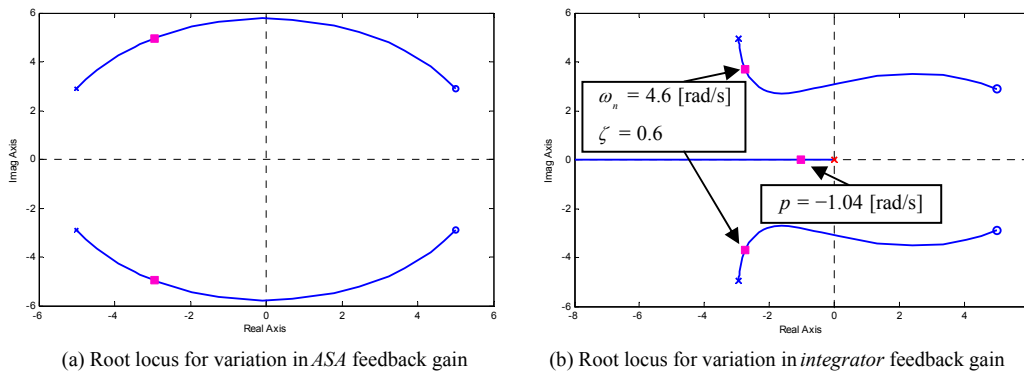 6
4
2
0
-2
-4
-6
Imag Axis
-6 -4 -2 0 2 4 6
Real Axis
(a) Root locus for variation in ASA feedback gain
6
4
2
0
-2
-4
-6
Imag Axis
ωn = 4.6 [rad/s]
ζ = 0.6
p = −1.04 [rad/s]
-8 -6 -4 -2 0 2 4
Real Axis
(b) Root locus for variation in integrator feedback gain